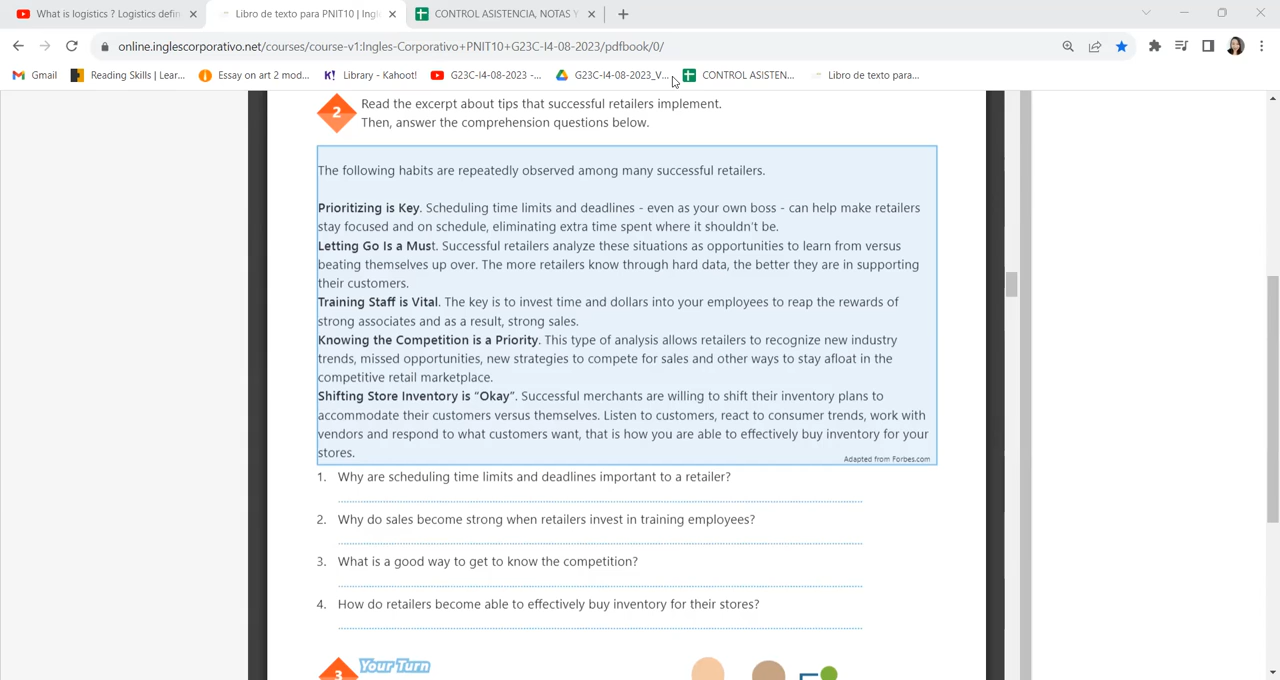 What is logistics ? Logistics defin
Libro de texto para PNIT10 | Ingl
CONTROL ASISTENCIA, NOTAS Y
online.inglescorporativo.net/courses/course-v1:Ingles-Corporativo+PNIT10+G23C-I4-08-2023/pdfbook/0/
Gmail
Reading Skills | Lear...
Essay on art 2 mod...
Library - Kahoot!
G23C-I4-08-2023 -...
G23C-I4-08-2023_V...
CONTROL ASISTEN...
Libro de texto para...
2
Read the excerpt about tips that successful retailers implement.
Then, answer the comprehension questions below.
The following habits are repeatedly observed among many successful retailers.
Prioritizing is Key. Scheduling time limits and deadlines - even as your own boss - can help make retailers
stay focused and on schedule, eliminating extra time spent where it shouldn't be.
Letting Go Is a Must. Successful retailers analyze these situations as opportunities to learn from versus
beating themselves up over. The more retailers know through hard data, the better they are in supporting
their customers.
Training Staff is Vital. The key is to invest time and dollars into your employees to reap the rewards of
strong associates and as a result, strong sales.
Knowing the Competition is a Priority. This type of analysis allows retailers to recognize new industry
trends, missed opportunities, new strategies to compete for sales and other ways to stay afloat in the
competitive retail marketplace.
Shifting Store Inventory is “Okay”. Successful merchants are willing to shift their inventory plans to
accommodate their customers versus themselves. Listen to customers, react to consumer trends, work with
vendors and respond to what customers want, that is how you are able to effectively buy inventory for your
stores.
Adapted from Forbes.com
1. Why are scheduling time limits and deadlines important to a retailer?
2. Why do sales become strong when retailers invest in training employees?
3. What is a good way to get to know the competition?
4. How do retailers become able to effectively buy inventory for their stores?
3
Your Turn